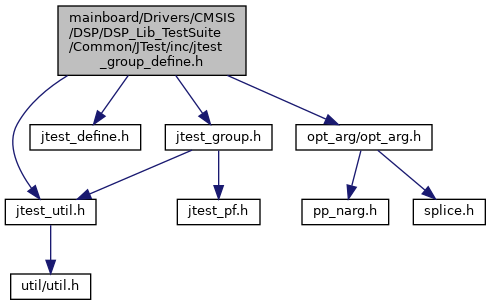 mainboard/Drivers/CMSIS
/DSP/DSP_Lib_TestSuite
/Common/JTest/inc/jtest
_group_define.h
jtest_define.h
jtest_group.h
opt_arg/opt_arg.h
jtest_util.h
jtest_pf.h
pp_narg.h
splice.h
util/util.h